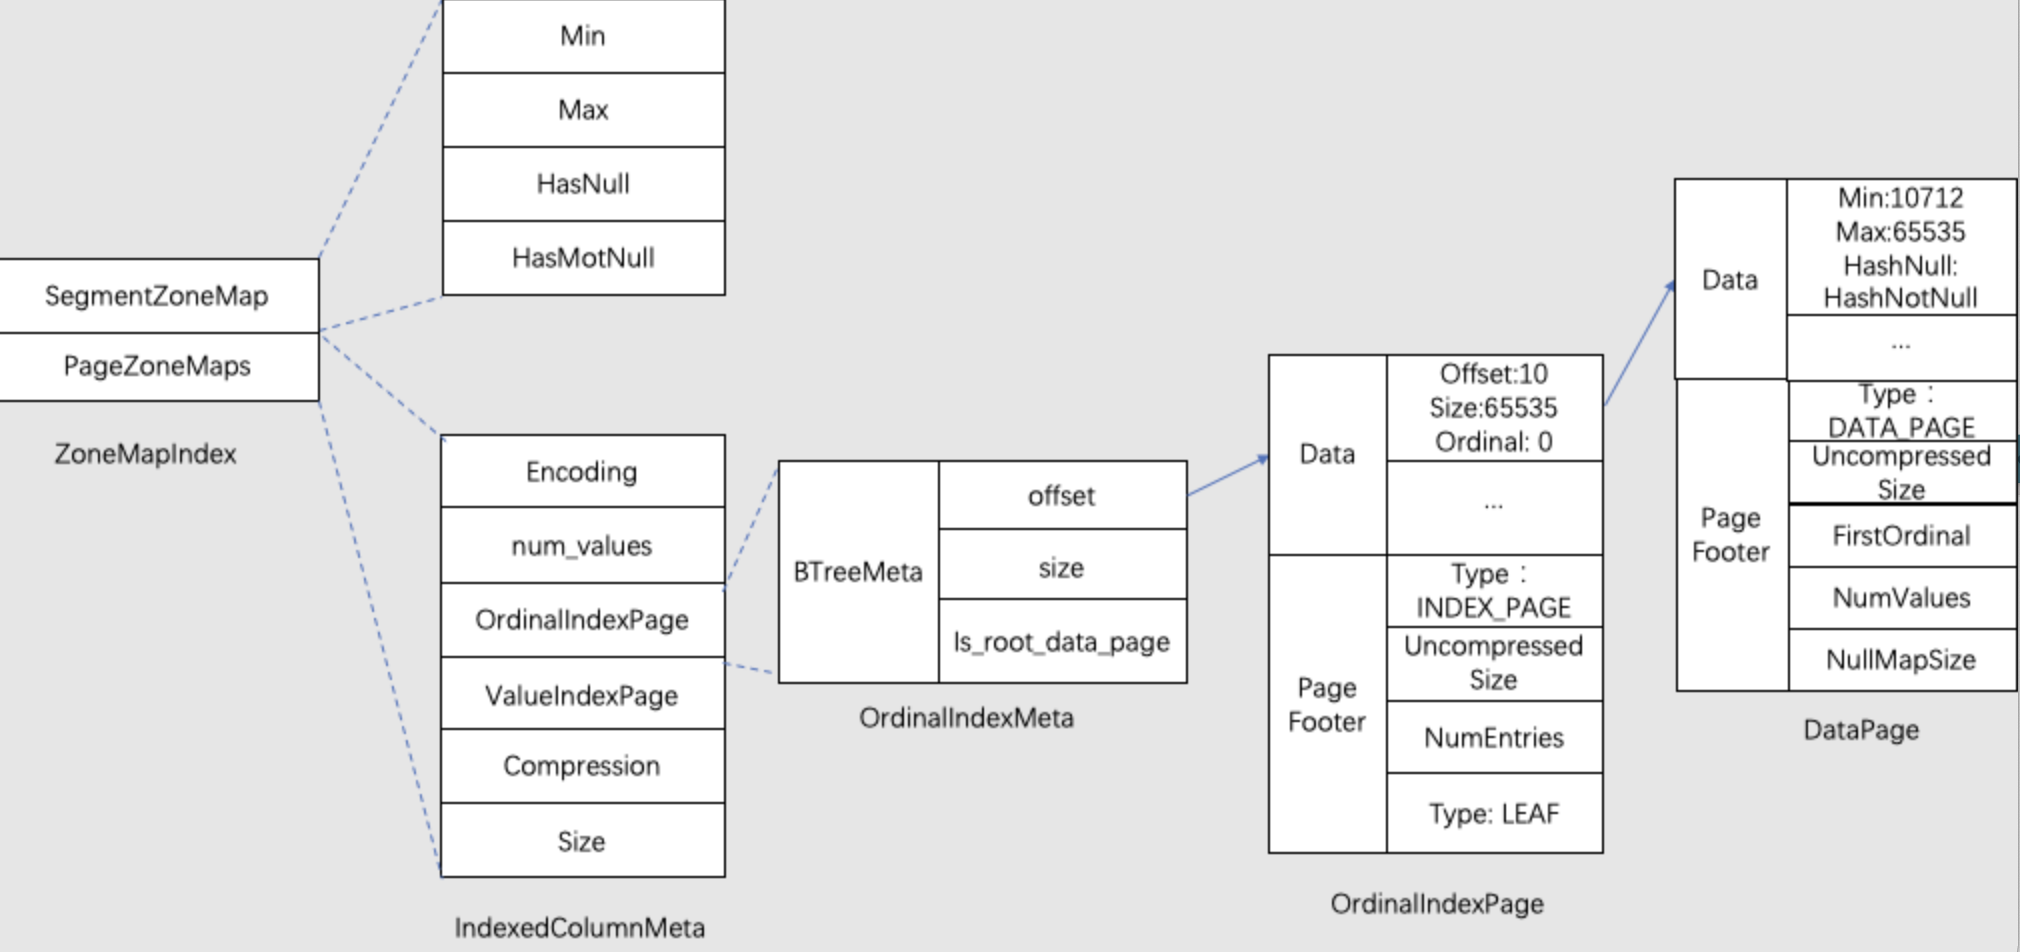 Min
Max
HasNull
HasMotNull
SegmentZoneMap
PageZoneMaps
ZoneMapIndex
Encoding
num_values
OrdinalIndexPage
ValueIndexPage
Compression
Size
IndexedColumnMeta
BTreeMeta
offset
size
Is_root_data_page
OrdinalIndexMeta
Data
Offset:10
Size:65535
Ordinal: 0
...
Page
Footer
Type：
INDEX_PAGE
Uncompressed
Size
NumEntries
Type: LEAF
OrdinalIndexPage
Data
Min:10712
Max:65535
HashNull:
HashNotNull
...
Page
Footer
Type：
DATA_PAGE
Uncompressed
Size
FirstOrdinal
NumValues
NullMapSize
DataPage